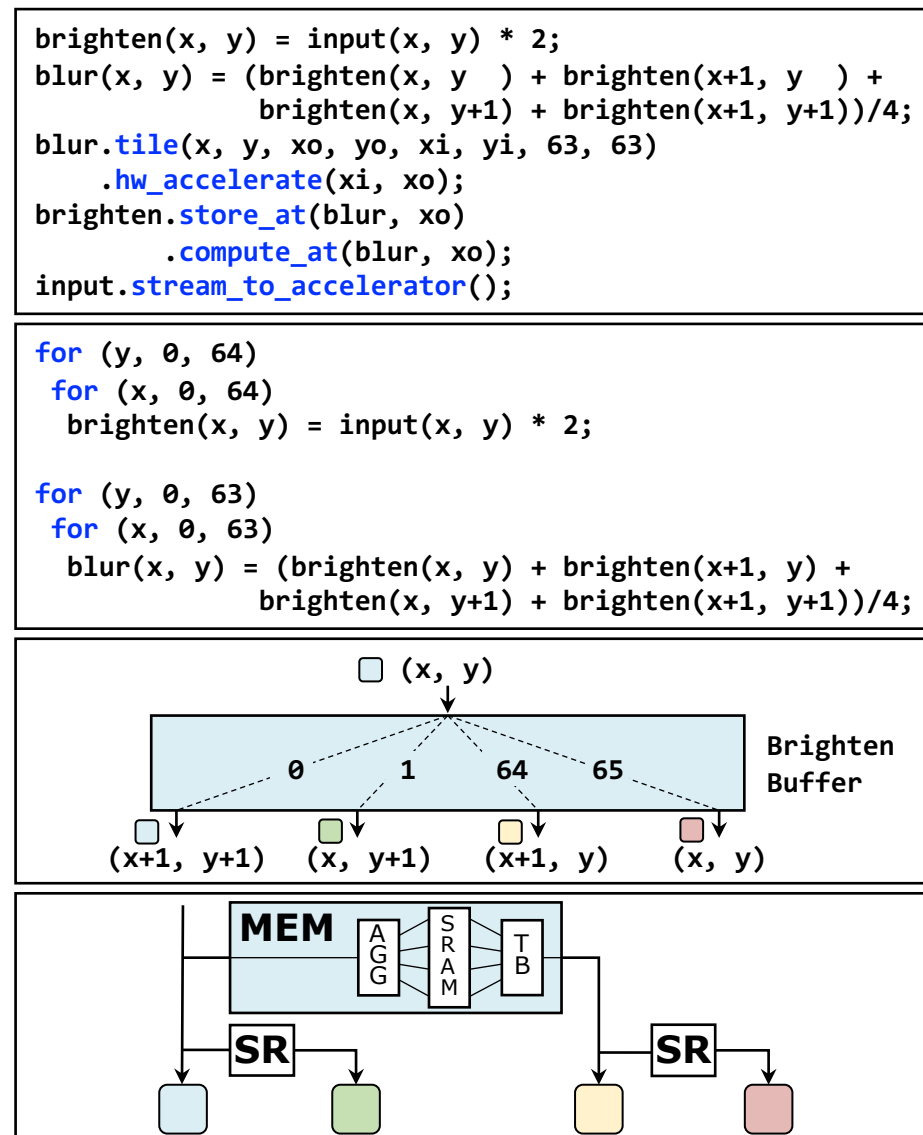 brighten(x, y) = input(x, y) * 2;
blur(x, y) = (brighten(x, y  ) + brighten(x+1, y  ) +
              brighten(x, y+1) + brighten(x+1, y+1))/4;
blur.tile(x, y, xo, yo, xi, yi, 63, 63)
    .hw_accelerate(xi, xo);
brighten.store_at(blur, xo)
        .compute_at(blur, xo);
input.stream_to_accelerator();
for (y, 0, 64)
 for (x, 0, 64)
  brighten(x, y) = input(x, y) * 2;
for (y, 0, 63)
 for (x, 0, 63)
  blur(x, y) = (brighten(x, y) + brighten(x+1, y) +
              brighten(x, y+1) + brighten(x+1, y+1))/4;
(x, y)
0 1 64 65
Brighten
Buffer
(x+1, y+1) (x, y+1) (x+1, y) (x, y)
MEM
AGG
SRAM
TB
SR
SR